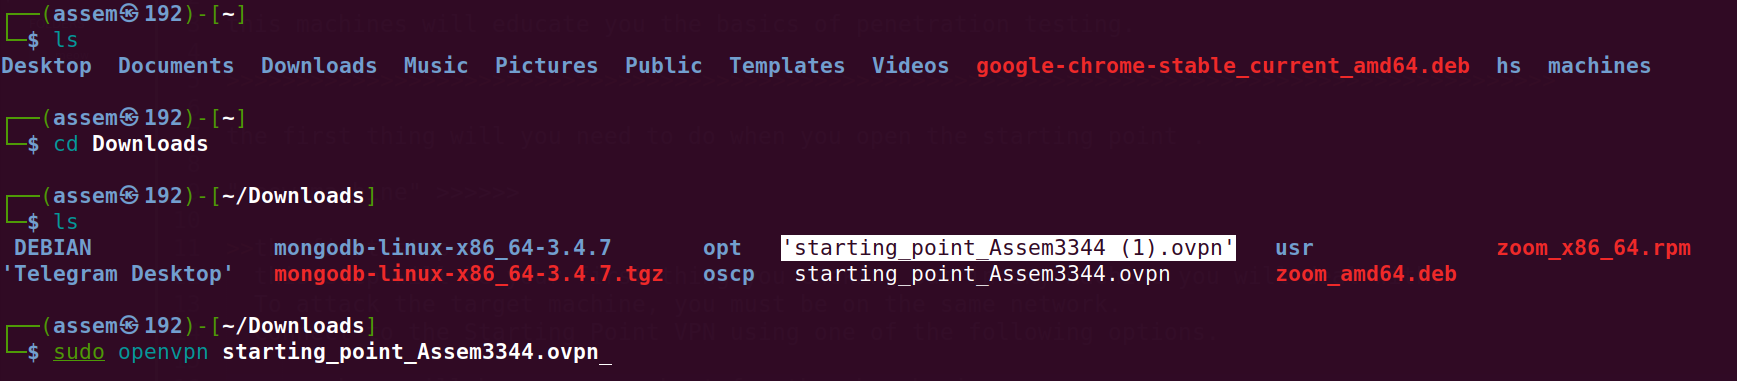 ┌──(assem㉿192)-[~]
└─$ ls
Desktop  Documents  Downloads  Music  Pictures  Public  Templates  Videos  google-chrome-stable_current_amd64.deb  hs  machines
┌──(assem㉿192)-[~]
└─$ cd Downloads
┌──(assem㉿192)-[~/Downloads]
└─$ ls
 DEBIAN              mongodb-linux-x86_64-3.4.7       opt   'starting_point_Assem3344 (1).ovpn'   usr              zoom_x86_64.rpm
'Telegram Desktop'   mongodb-linux-x86_64-3.4.7.tgz   oscp   starting_point_Assem3344.ovpn        zoom_amd64.deb
┌──(assem㉿192)-[~/Downloads]
└─$ sudo openvpn starting_point_Assem3344.ovpn_